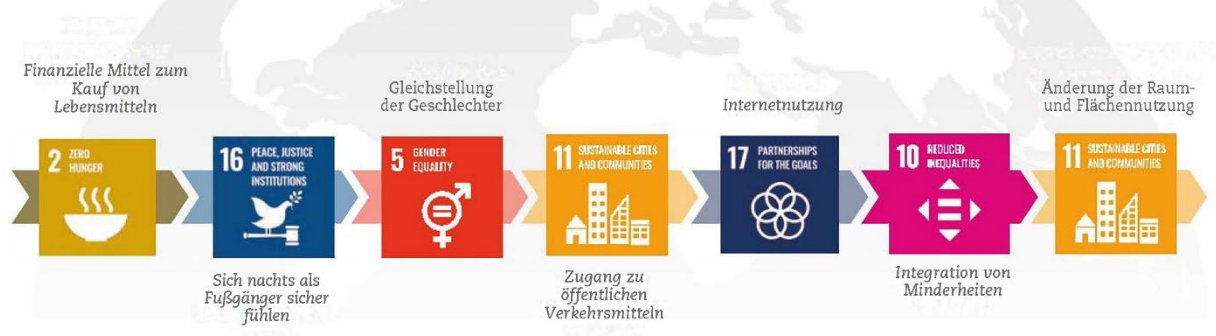 Finanzielle Mittel zum
Kauf von
Lebensmitteln
2 ZERO
HUNGER
16 PEACE, JUSTICE
AND STRONG
INSTITUTIONS
Sich nachts als
Fußgänger sicher
fühlen
Gleichstellung
der Geschlechter
5 GENDER
EQUALITY
11 SUSTAINABLE CITIES
AND COMMUNITIES
Zugang zu
öffentlichen
Verkehrsmitteln
Internetnutzung
17 PARTNERSHIPS
FOR THE GOALS
10 REDUCED
INEQUALITIES
Integration von
Minderheiten
Änderung der Raum-
und Flächennutzung
11 SUSTAINABLE CITIES
AND COMMUNITIES